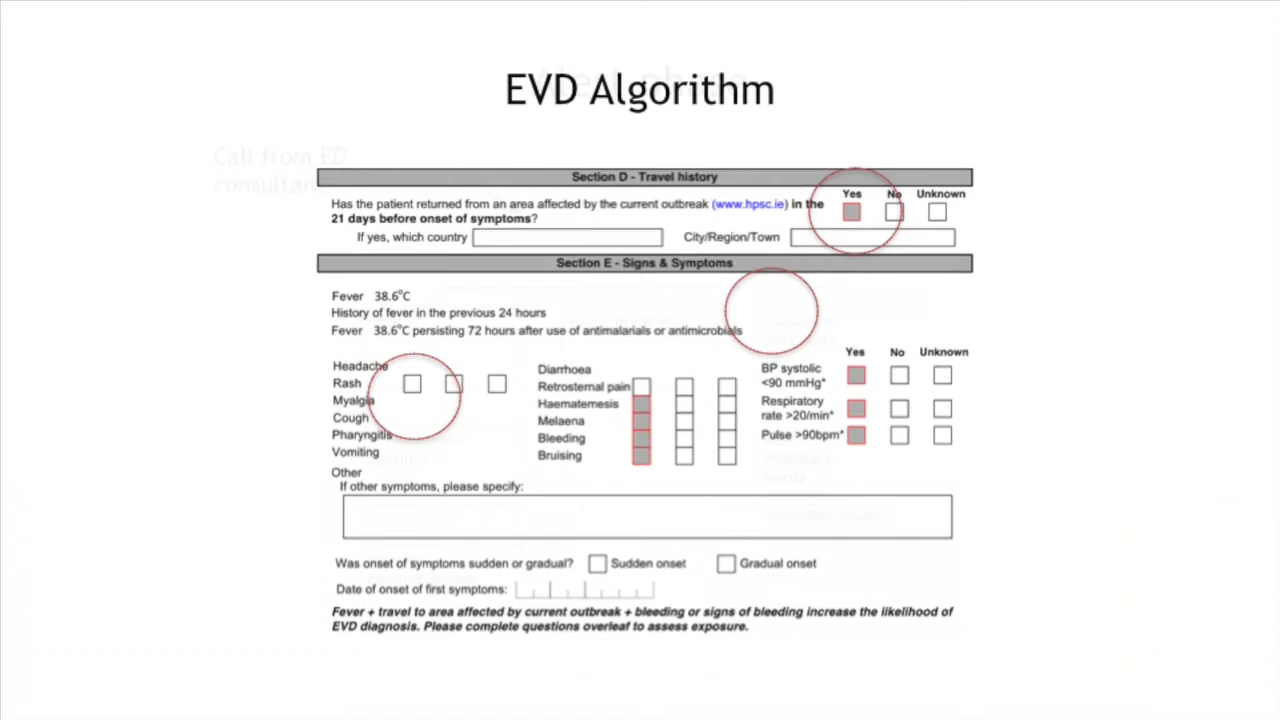 EVD Algorithm
Call from ED
consultant
Section D - Travel history
Yes No Unknown
Has the patient returned from an area affected by the current outbreak (www.hpsc.ie) in the
21 days before onset of symptoms?
If yes, which country City/Region/Town
Section E - Signs & Symptoms
Fever 38.6°C
History of fever in the previous 24 hours
Fever 38.6°C persisting 72 hours after use of antimalarials or antimicrobials
Yes No Unknown
Headache
Rash
Myalgia
Cough
Pharyngitis
Vomiting
Other
Diarrhoea
Retrosternal pain
Haematemesis
Melaena
Bleeding
Bruising
BP systolic
<90 mmHg*
Respiratory
rate >20/min*
Pulse >90bpm*
If other symptoms, please specify:
Was onset of symptoms sudden or gradual? Sudden onset Gradual onset
Date of onset of first symptoms:
Fever + travel to area affected by current outbreak + bleeding or signs of bleeding increase the likelihood of
EVD diagnosis. Please complete questions overleaf to assess exposure.